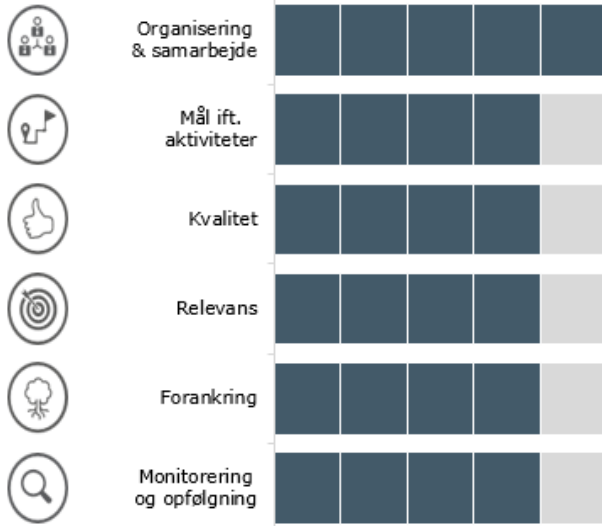 Organisering
& samarbejde
Mål ift.
aktiviteter
Kvalitet
Relevans
Forankring
Monitorering
og opfølgning